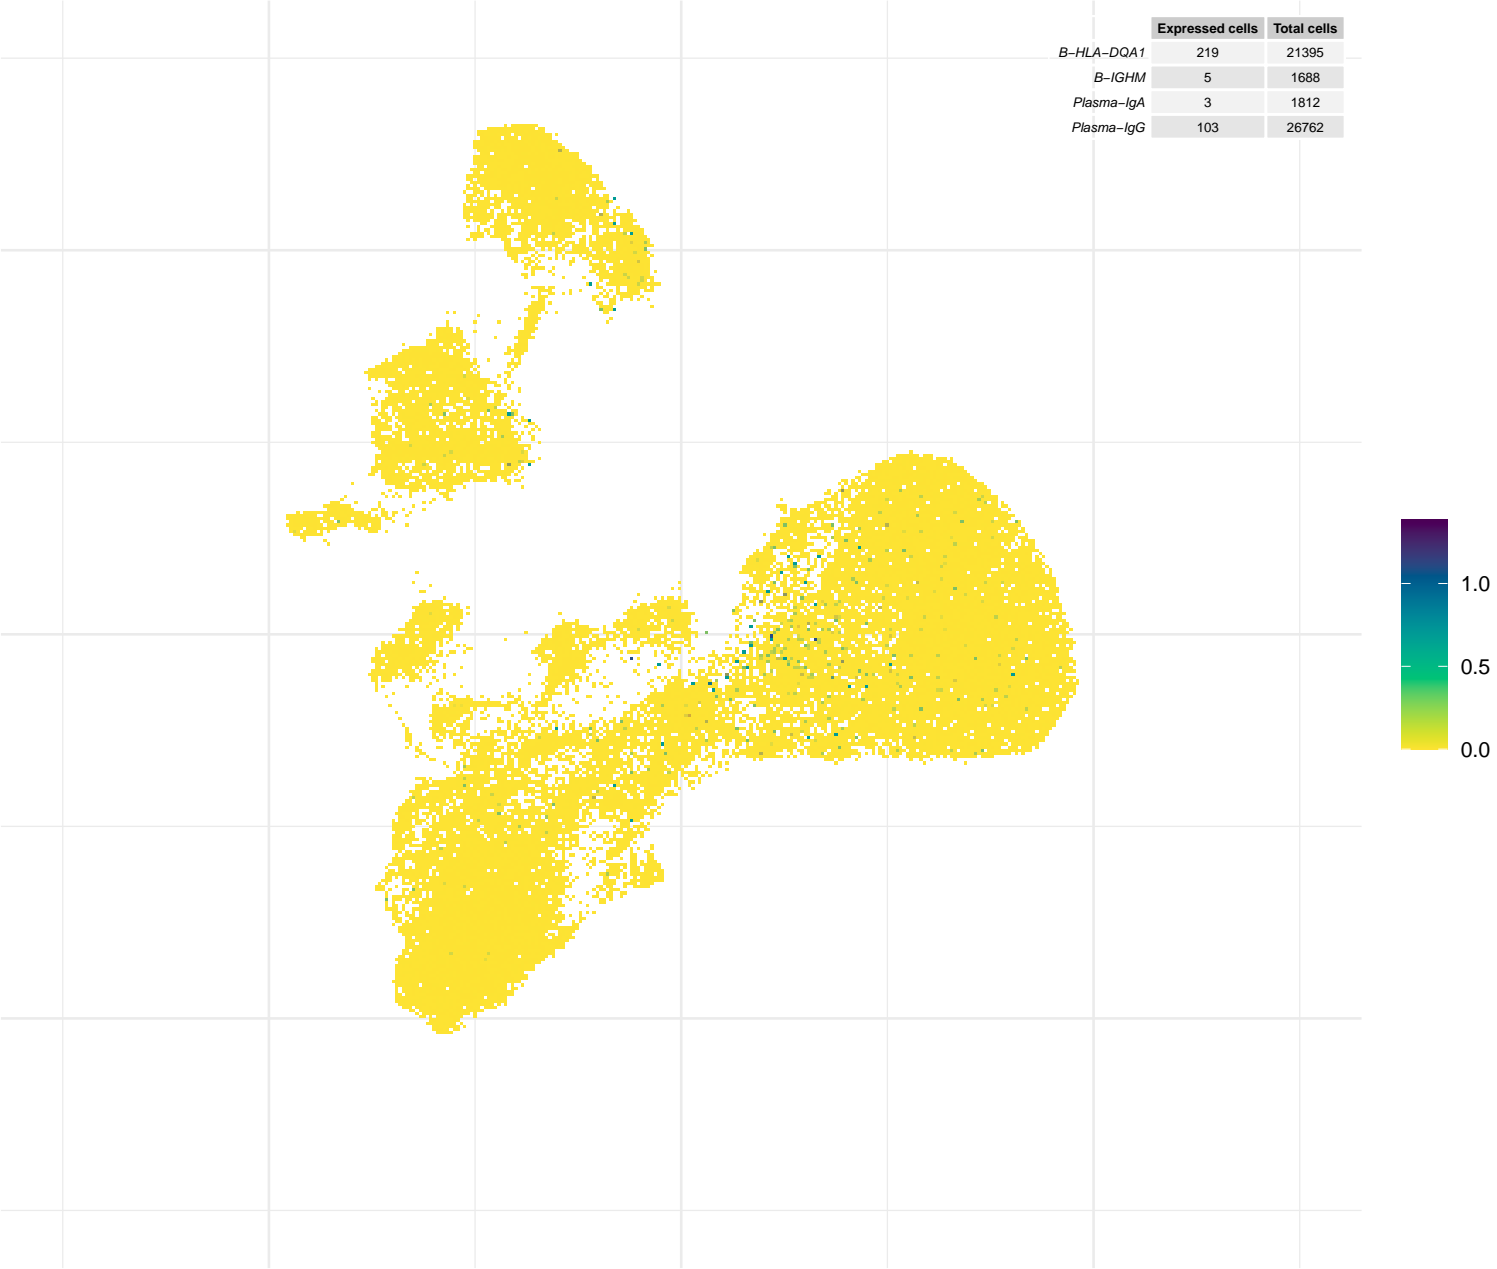 Expressed cells Total cells
B−HLA−DQA1 219 21395
B−IGHM 5 1688
Plasma−IgA 3 1812
Plasma−IgG 103 26762
1.0
0.5
0.0